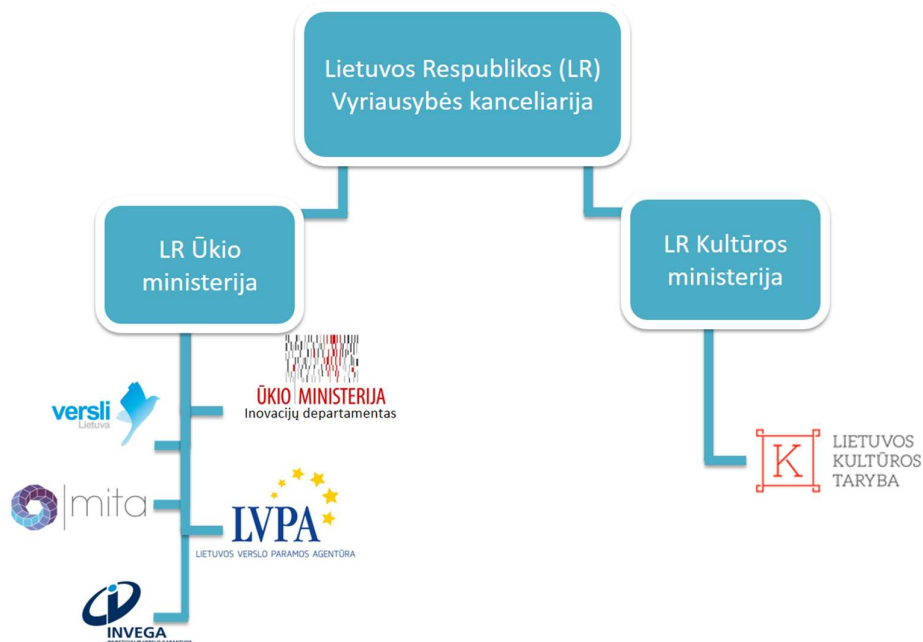 Lietuvos Respublikos (LR)
Vyriausybės kanceliarija
LR Ūkio
ministerija
LR Kultūros
ministerija
ŪKIO MINISTERIJA
Inovacijų departamentas
versli
Lietuva
mita
LVPA
LIETUVOS VERSLO PARAMOS AGENTŪRA
INVEGA
K
LIETUVOS
KULTŪROS
TARYBA